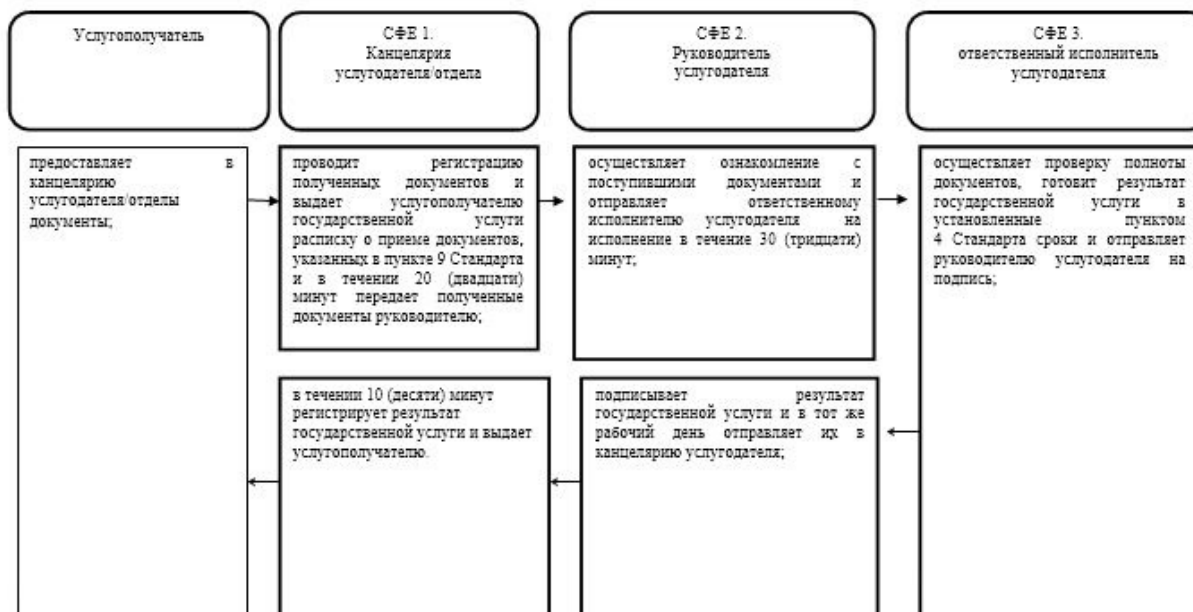 Услугополучатель
СФЕ 1.
Канцелярия
услугодателя/отдела
СФЕ 2.
Руководитель
услугодателя
СФЕ 3.
ответственный исполнитель
услугодателя
предоставляет в
канцелярию
услугодателя/отделы
документы;
проводит регистрацию
полученных документов и
выдает услугополучателю
государственной услуги
расписку о приеме документов,
указанных в пункте 9 Стандарта
и в течении 20 (двадцати)
минут передает полученные
документы руководителю;
осуществляет ознакомление с
поступившими документами и
отправляет ответственному
исполнителю услугодателя на
исполнение в течение 30 (тридцати)
минут;
осуществляет проверку полноты
документов, готовит результат
государственной услуги в
установленные пунктом
4 Стандарта сроки и отправляет
руководителю услугодателя на
подпись;
в течении 10 (десяти) минут
регистрирует результат
государственной услуги и выдает
услугополучателю.
подписывает результат
государственной услуги и в тот же
рабочий день отправляет их в
канцелярию услугодателя;